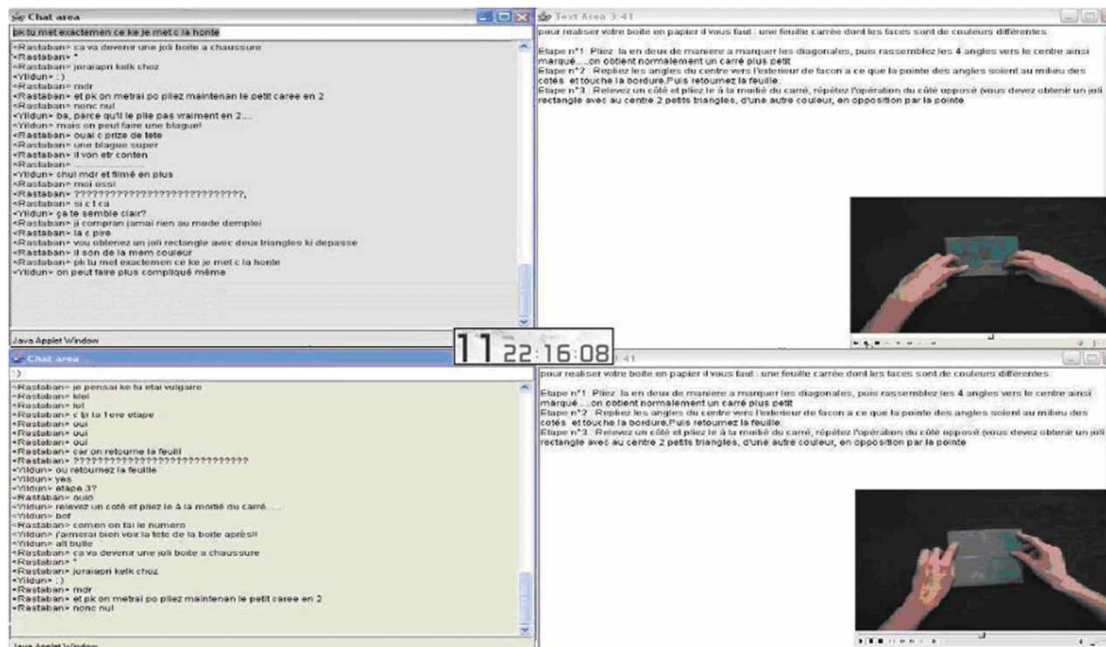 Chat area
pk tu met exactemen ce ke je met c la honte
<Rastaban> ca va devenir une joli boite a chaussure
<Rastaban> "
<Rastaban> joraiapri kelk choz
<Yildun> : )
<Rastaban> mdr
<Rastaban> et pk on metrai po pliez maintenan le petit caree en 2
<Rastaban> nonc nul
<Yildun> ba, parce qu'il le plie pas vraiment en 2....
<Yildun> mais on peut faire une blague!
<Rastaban> ouai c prize de tete
<Rastaban> une blague super
<Rastaban> il von etr conten
<Rastaban> ........................
<Yildun> chui mdr et filmé en plus
<Rastaban> moi ossi
<Rastaban> ????????????????????????????,
<Rastaban> si c t ca
<Yildun> ça te semble clair?
<Rastaban> ji compran jamai rien au mode demploi
<Rastaban> la c pire
<Rastaban> vou obtenez un joli rectangle avec deux triangles ki depasse
<Rastaban> il son de la mem couleur
<Rastaban> pk tu met exactemen ce ke je met c la honte
<Yildun> on peut faire plus compliqué même
Java Applet Window
Text Area 3:41
pour realiser votre boite en papier il vous faut : une feuille carrée dont les faces sont de couleurs différentes.
Etape n°1: Pliez la en deux de maniere a marquer les diagonales, puis rassemblez les 4 angles vers le centre ainsi
marqué....on obtient normalement un carré plus petit
Etape n°2 : Repliez les angles du centre vers l'exterieur de facon a ce que la pointe des angles soient au milieu des
cotés et touche la bordure.Puis retournez la feuille.
Etape n°3 : Relevez un côté et pliez le à la moitié du carré, répétez l'opération du côté opposé (vous devez obtenir un joli
rectangle avec au centre 2 petits triangles, d'une autre couleur, en opposition par la pointe
11 22:16:08
Chat area
:)
<Rastaban> je pensai ke tu etai vulgaire
<Rastaban> klel
<Rastaban> lol
<Rastaban> c br la 1ere etape
<Rastaban> oui
<Rastaban> oui
<Rastaban> oui
<Rastaban> car on retourne la feuill
<Rastaban> ?????????????????????????????
<Yildun> ou retournez la feuille
<Yildun> yes
<Yildun> etape 3?
<Rastaban> ouio
<Yildun> relevez un coté et pliez le à la moitié du carré.....
<Yildun> bof
<Rastaban> comen on fai le numero
<Yildun> j'aimerai bien voir la tete de la boite après!!
<Yildun> alt bulle
<Rastaban> ca va devenir une joli boite a chaussure
<Rastaban> "
<Rastaban> joraiapri kelk choz
<Yildun> : )
<Rastaban> mdr
<Rastaban> et pk on metrai po pliez maintenan le petit caree en 2
<Rastaban> nonc nul
Java Applet Window
3:41
pour realiser votre boite en papier il vous faut : une feuille carrée dont les faces sont de couleurs différentes.
Etape n°1: Pliez la en deux de maniere a marquer les diagonales, puis rassemblez les 4 angles vers le centre ainsi
marqué....on obtient normalement un carré plus petit
Etape n°2 : Repliez les angles du centre vers l'exterieur de facon a ce que la pointe des angles soient au milieu des
cotés et touche la bordure.Puis retournez la feuille.
Etape n°3 : Relevez un côté et pliez le à la moitié du carré, répétez l'opération du côté opposé (vous devez obtenir un joli
rectangle avec au centre 2 petits triangles, d'une autre couleur, en opposition par la pointe